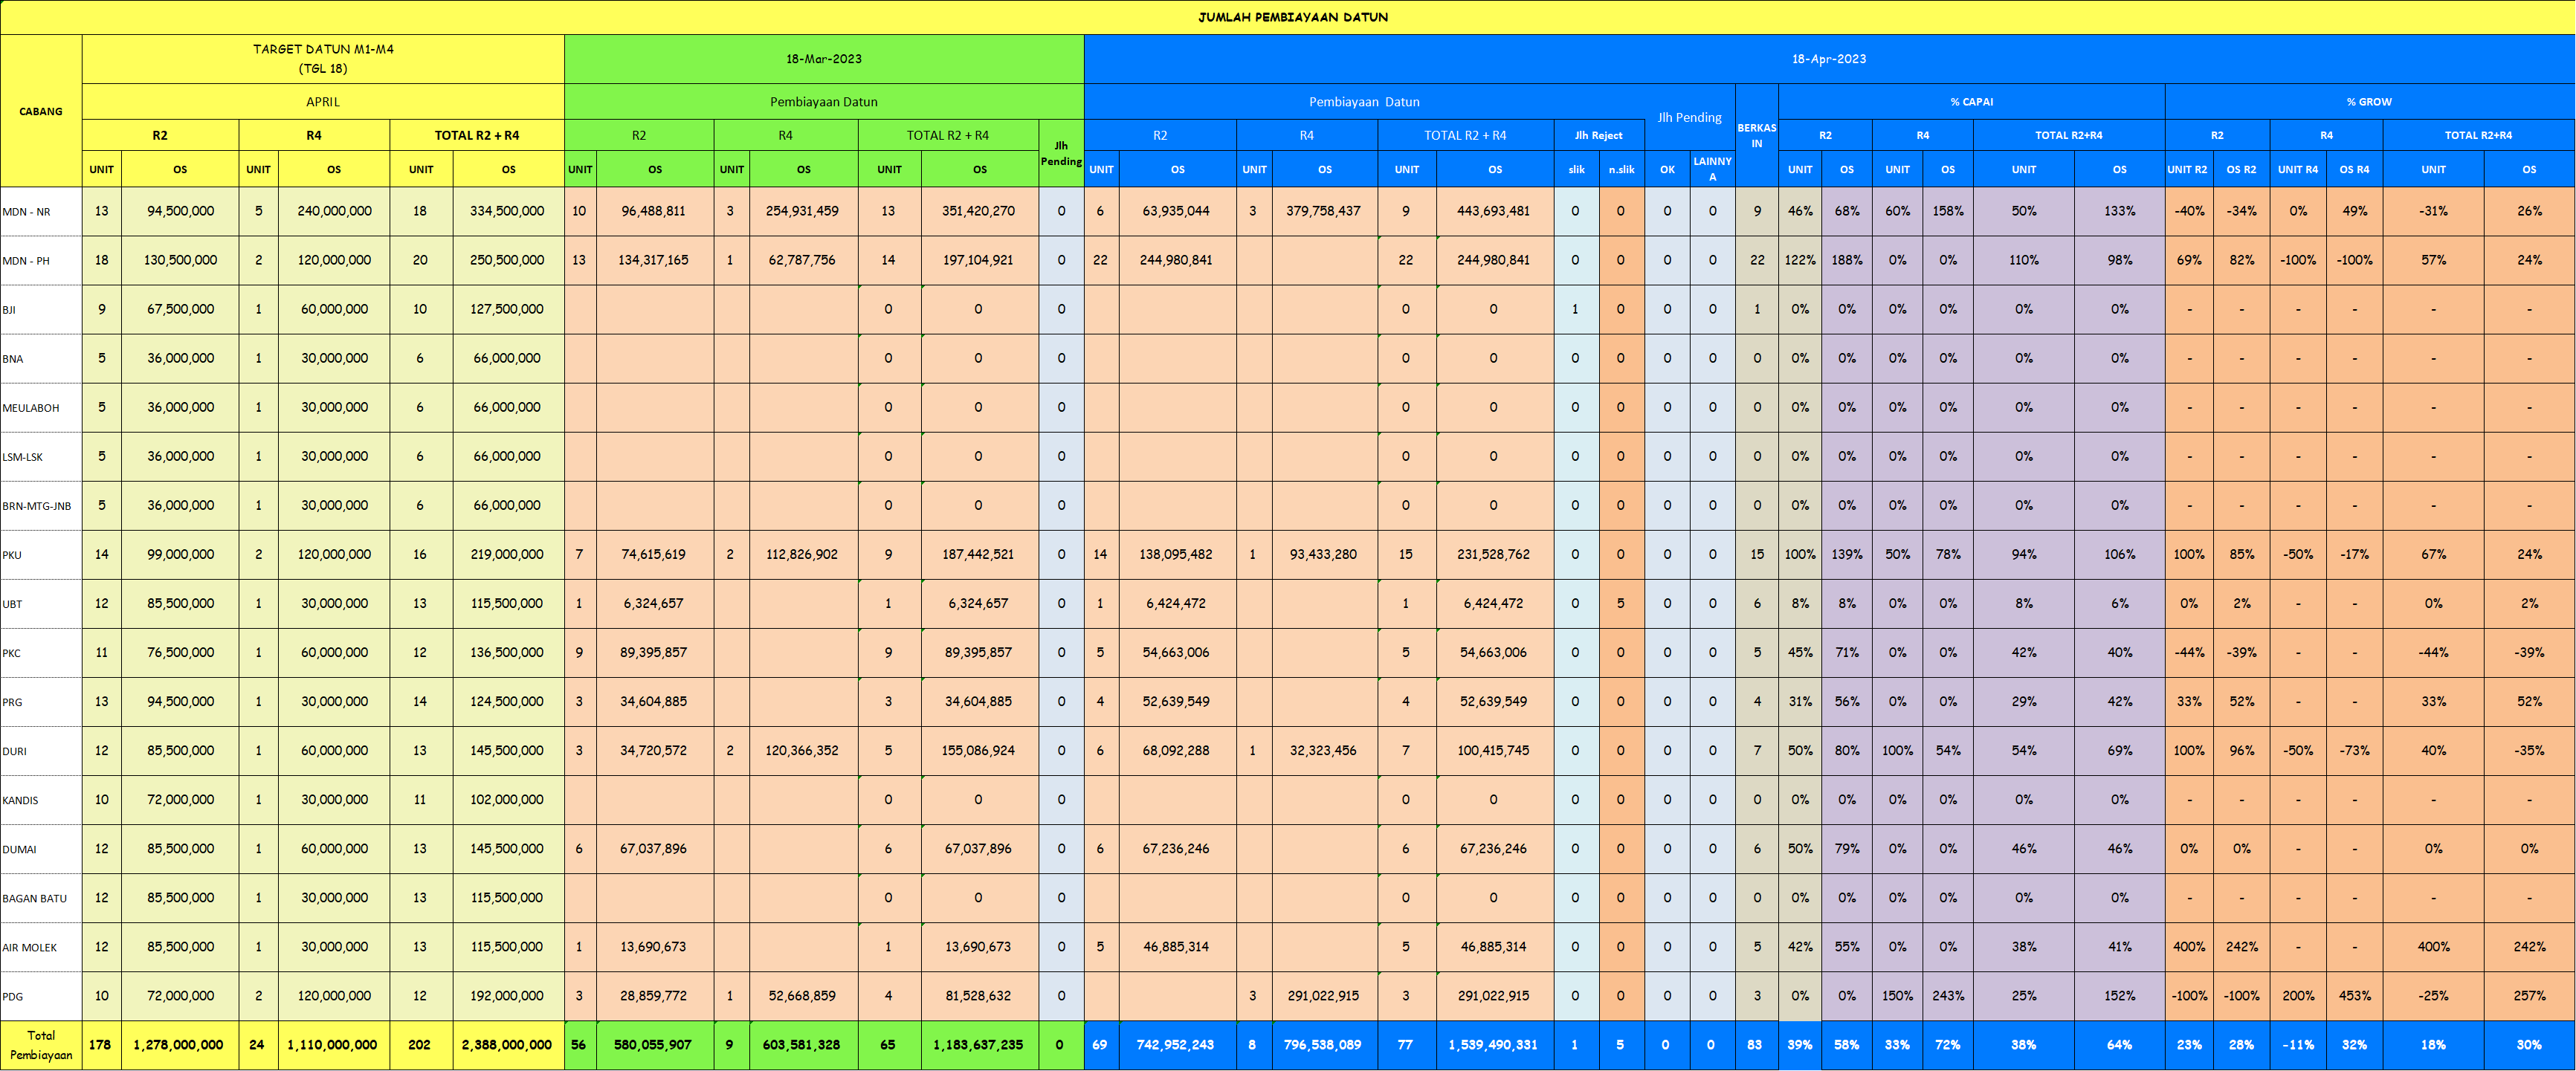 JUMLAH PEMBIAYAAN DATUN
CABANG
TARGET DATUN M1-M4
(TGL 18)
18-Mar-2023
18-Apr-2023
APRIL
Pembiayaan Datun
Pembiayaan Datun
Jlh Pending
BERKAS IN
% CAPAI
% GROW
R2 R4 TOTAL R2 + R4
R2 R4 TOTAL R2 + R4 Jlh Pending
R2 R4 TOTAL R2 + R4 Jlh Reject
R2 R4 TOTAL R2+R4
R2 R4 TOTAL R2+R4
UNIT OS UNIT OS UNIT OS UNIT OS UNIT OS UNIT OS UNIT OS UNIT OS UNIT OS slik n.slik OK LAINNYA UNIT OS UNIT OS UNIT OS UNIT R2 OS R2 UNIT R4 OS R4 UNIT OS
MDN - NR 13 94,500,000 5 240,000,000 18 334,500,000 10 96,488,811 3 254,931,459 13 351,420,270 0 6 63,935,044 3 379,758,437 9 443,693,481 0 0 0 0 9 46% 68% 60% 158% 50% 133% -40% -34% 0% 49% -31% 26%
MDN - PH 18 130,500,000 2 120,000,000 20 250,500,000 13 134,317,165 1 62,787,756 14 197,104,921 0 22 244,980,841 22 244,980,841 0 0 0 0 22 122% 188% 0% 0% 110% 98% 69% 82% -100% -100% 57% 24%
BJI 9 67,500,000 1 60,000,000 10 127,500,000 0 0 0 0 0 1 0 0 0 1 0% 0% 0% 0% 0% 0% - - - - - -
BNA 5 36,000,000 1 30,000,000 6 66,000,000 0 0 0 0 0 0 0 0 0 0 0% 0% 0% 0% 0% 0% - - - - - -
MEULABOH 5 36,000,000 1 30,000,000 6 66,000,000 0 0 0 0 0 0 0 0 0 0 0% 0% 0% 0% 0% 0% - - - - - -
LSM-LSK 5 36,000,000 1 30,000,000 6 66,000,000 0 0 0 0 0 0 0 0 0 0 0% 0% 0% 0% 0% 0% - - - - - -
BRN-MTG-JNB 5 36,000,000 1 30,000,000 6 66,000,000 0 0 0 0 0 0 0 0 0 0 0% 0% 0% 0% 0% 0% - - - - - -
PKU 14 99,000,000 2 120,000,000 16 219,000,000 7 74,615,619 2 112,826,902 9 187,442,521 0 14 138,095,482 1 93,433,280 15 231,528,762 0 0 0 0 15 100% 139% 50% 78% 94% 106% 100% 85% -50% -17% 67% 24%
UBT 12 85,500,000 1 30,000,000 13 115,500,000 1 6,324,657 1 6,324,657 0 1 6,424,472 1 6,424,472 0 5 0 0 6 8% 8% 0% 0% 8% 6% 0% 2% - - 0% 2%
PKC 11 76,500,000 1 60,000,000 12 136,500,000 9 89,395,857 9 89,395,857 0 5 54,663,006 5 54,663,006 0 0 0 0 5 45% 71% 0% 0% 42% 40% -44% -39% - - -44% -39%
PRG 13 94,500,000 1 30,000,000 14 124,500,000 3 34,604,885 3 34,604,885 0 4 52,639,549 4 52,639,549 0 0 0 0 4 31% 56% 0% 0% 29% 42% 33% 52% - - 33% 52%
DURI 12 85,500,000 1 60,000,000 13 145,500,000 3 34,720,572 2 120,366,352 5 155,086,924 0 6 68,092,288 1 32,323,456 7 100,415,745 0 0 0 0 7 50% 80% 100% 54% 54% 69% 100% 96% -50% -73% 40% -35%
KANDIS 10 72,000,000 1 30,000,000 11 102,000,000 0 0 0 0 0 0 0 0 0 0 0% 0% 0% 0% 0% 0% - - - - - -
DUMAI 12 85,500,000 1 60,000,000 13 145,500,000 6 67,037,896 6 67,037,896 0 6 67,236,246 6 67,236,246 0 0 0 0 6 50% 79% 0% 0% 46% 46% 0% 0% - - 0% 0%
BAGAN BATU 12 85,500,000 1 30,000,000 13 115,500,000 0 0 0 0 0 0 0 0 0 0 0% 0% 0% 0% 0% 0% - - - - - -
AIR MOLEK 12 85,500,000 1 30,000,000 13 115,500,000 1 13,690,673 1 13,690,673 0 5 46,885,314 5 46,885,314 0 0 0 0 5 42% 55% 0% 0% 38% 41% 400% 242% - - 400% 242%
PDG 10 72,000,000 2 120,000,000 12 192,000,000 3 28,859,772 1 52,668,859 4 81,528,632 0 3 291,022,915 3 291,022,915 0 0 0 0 3 0% 0% 150% 243% 25% 152% -100% -100% 200% 453% -25% 257%
Total Pembiayaan 178 1,278,000,000 24 1,110,000,000 202 2,388,000,000 56 580,055,907 9 603,581,328 65 1,183,637,235 0 69 742,952,243 8 796,538,089 77 1,539,490,331 1 5 0 0 83 39% 58% 33% 72% 38% 64% 23% 28% -11% 32% 18% 30%